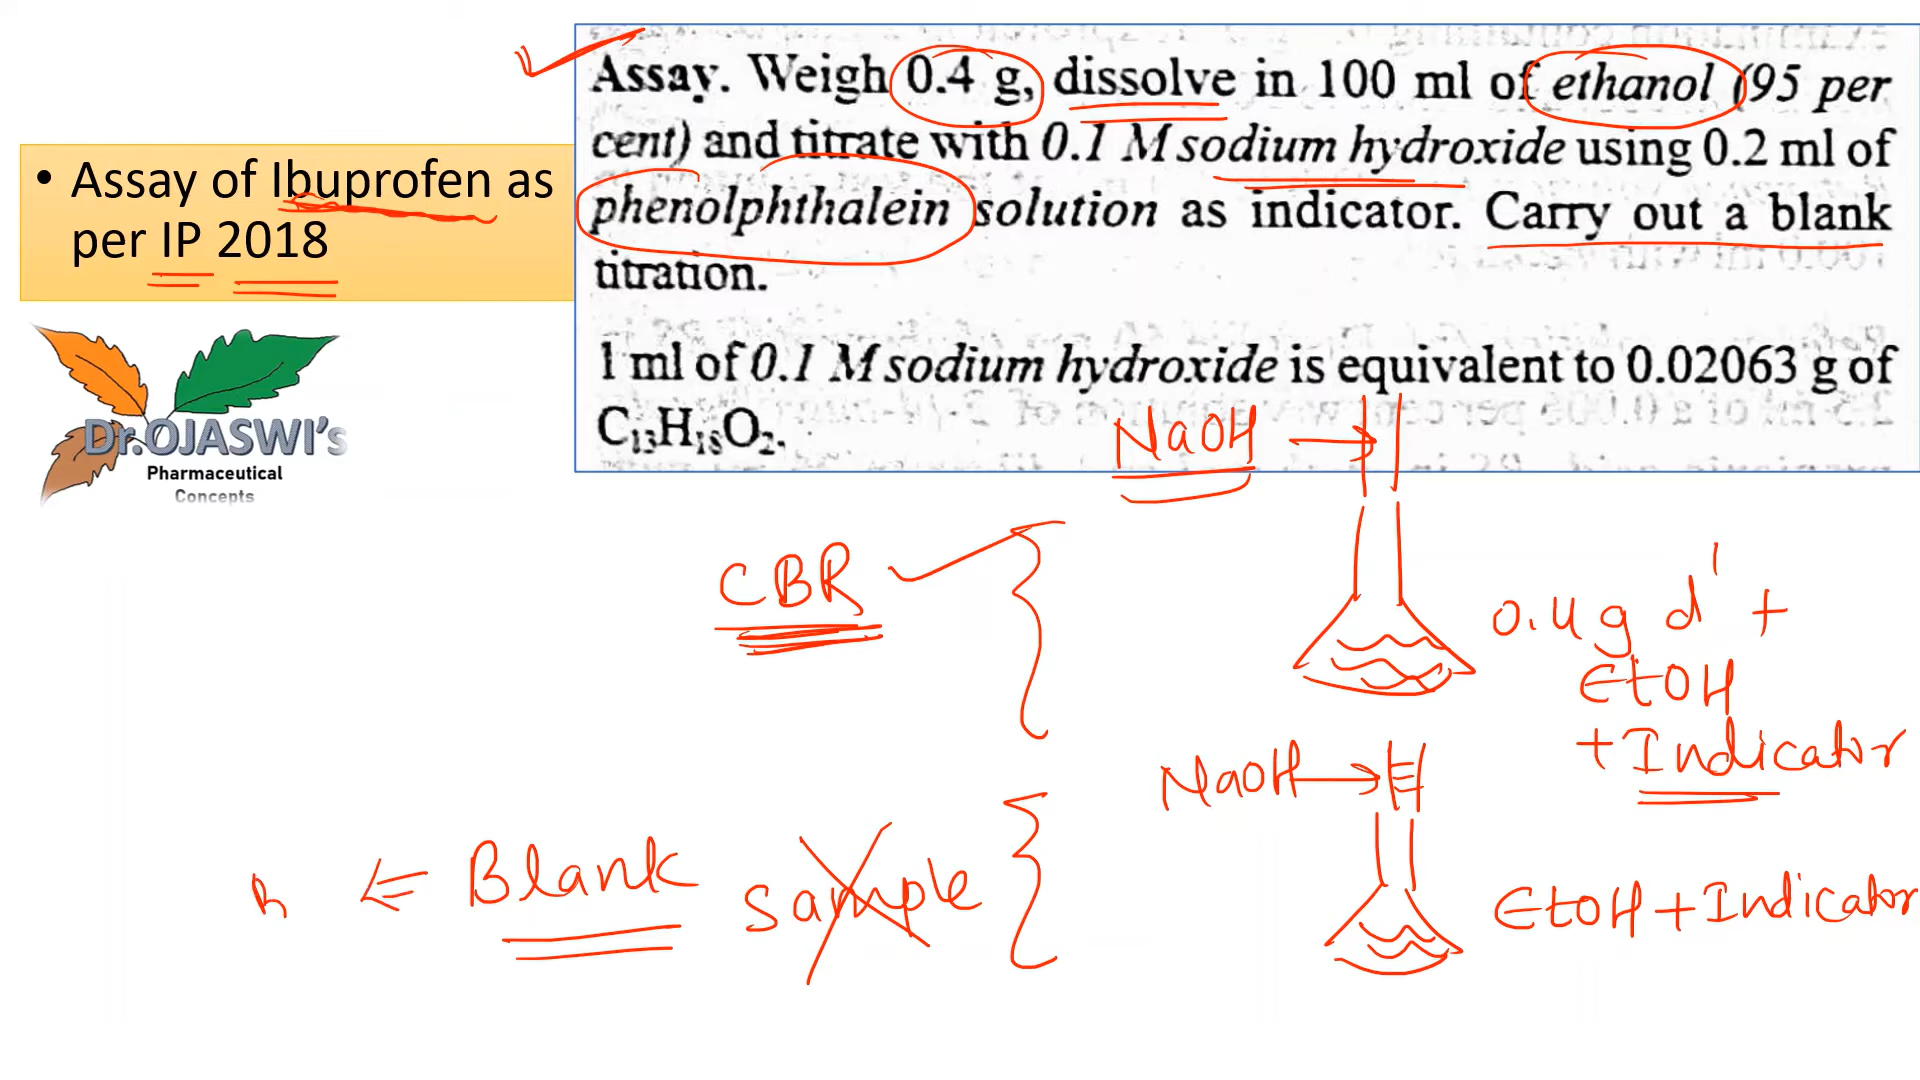 • Assay of Ibuprofen as
per IP 2018
Assay. Weigh 0.4 g, dissolve in 100 ml of ethanol (95 per
cent) and titrate with 0.1 M sodium hydroxide using 0.2 ml of
phenolphthalein solution as indicator. Carry out a blank
titration.
1 ml of 0.1 M sodium hydroxide is equivalent to 0.02063 g of
C₁₃H₁₈O₂.
Dr.OJASWI's
Pharmaceutical
Concepts
NaOH
CBR
0.4g d' +
EtOH
+ Indicator
NaOH
Blank
Sample
EtOH + Indicator